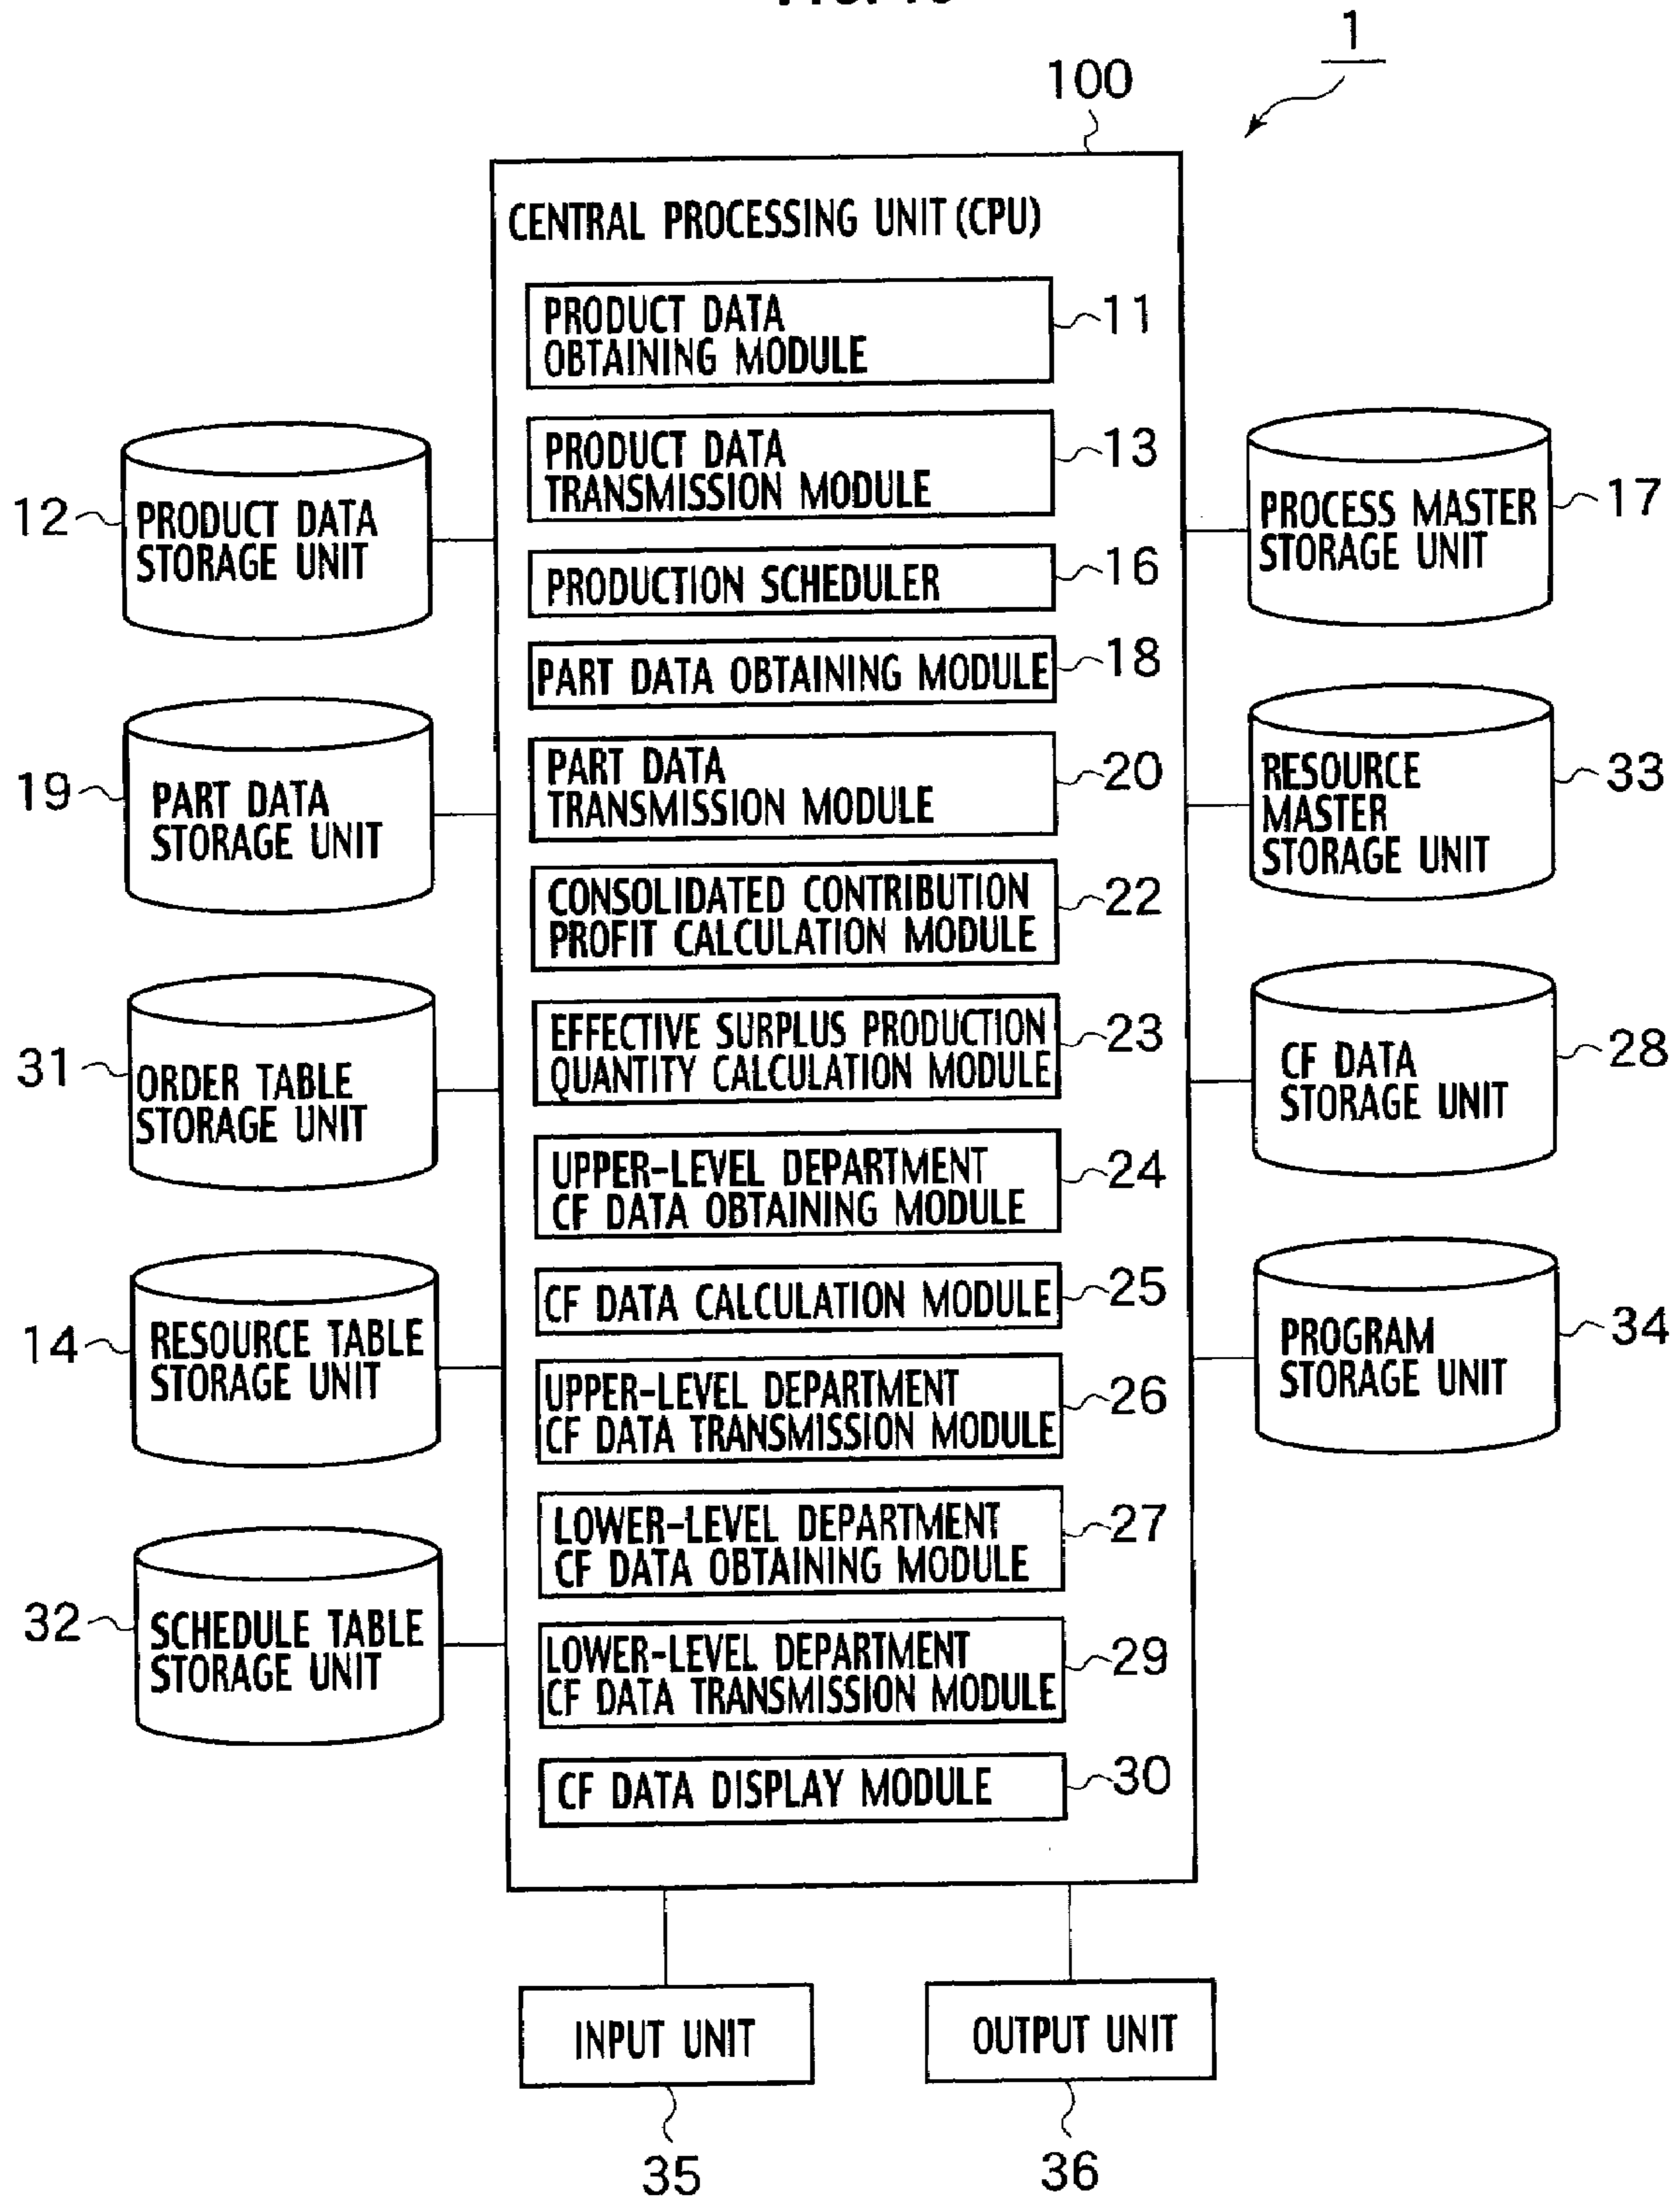 1
100
CENTRAL PROCESSING UNIT (CPU)
PRODUCT DATA
OBTAINING MODULE
11
PRODUCT DATA
TRANSMISSION MODULE
13
PRODUCTION SCHEDULER
16
PART DATA OBTAINING MODULE
18
PART DATA
TRANSMISSION MODULE
20
CONSOLIDATED CONTRIBUTION
PROFIT CALCULATION MODULE
22
EFFECTIVE SURPLUS PRODUCTION
QUANTITY CALCULATION MODULE
23
UPPER-LEVEL DEPARTMENT
CF DATA OBTAINING MODULE
24
CF DATA CALCULATION MODULE
25
UPPER-LEVEL DEPARTMENT
CF DATA TRANSMISSION MODULE
26
LOWER-LEVEL DEPARTMENT
CF DATA OBTAINING MODULE
27
LOWER-LEVEL DEPARTMENT
CF DATA TRANSMISSION MODULE
29
CF DATA DISPLAY MODULE
30
12
PRODUCT DATA
STORAGE UNIT
19
PART DATA
STORAGE UNIT
31
ORDER TABLE
STORAGE UNIT
14
RESOURCE TABLE
STORAGE UNIT
32
SCHEDULE TABLE
STORAGE UNIT
PROCESS MASTER
STORAGE UNIT
17
RESOURCE
MASTER
STORAGE UNIT
33
CF DATA
STORAGE UNIT
28
PROGRAM
STORAGE UNIT
34
INPUT UNIT
35
OUTPUT UNIT
36